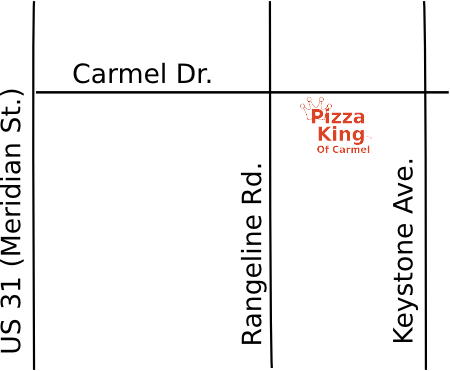 Carmel Dr.
Pizza
King
Of Carmel
US 31 (Meridian St.)
Rangeline Rd.
Keystone Ave.